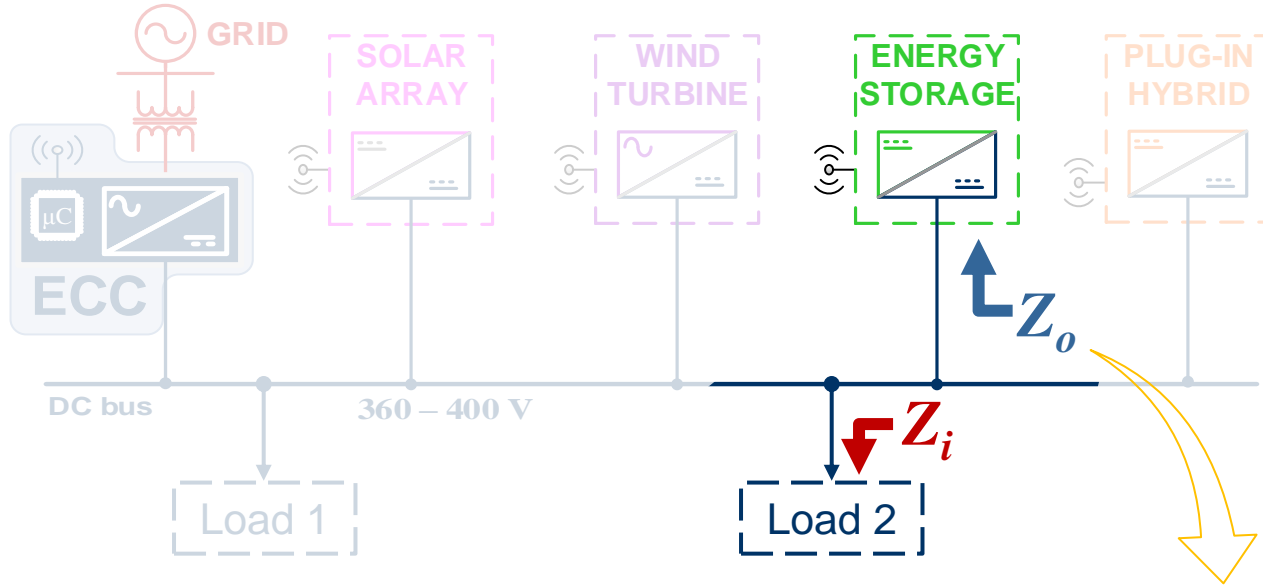 GRID
SOLAR
ARRAY
WIND
TURBINE
ENERGY
STORAGE
PLUG-IN
HYBRID
μC
ECC
Zo
DC bus
360 – 400 V
Zi
Load 1
Load 2